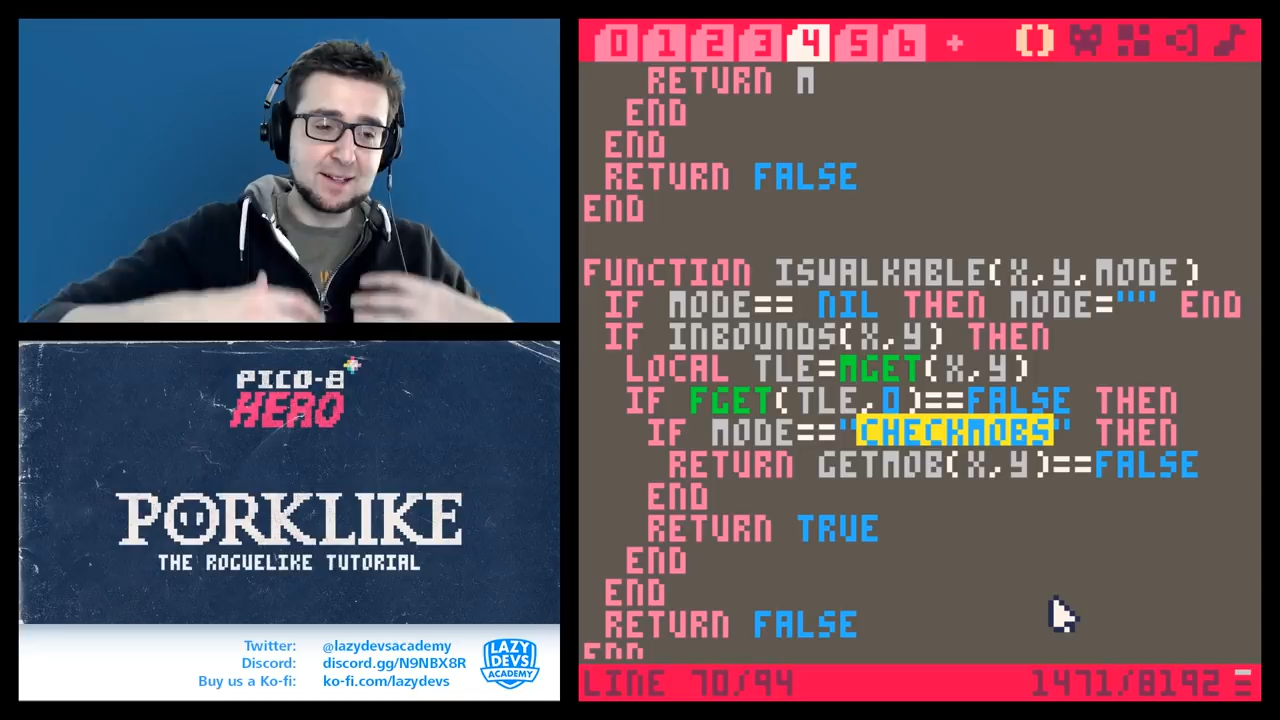 0 1 2 3 4 5 6 +
RETURN M
END
END
RETURN FALSE
END
FUNCTION ISWALKABLE(X,Y,MODE)
IF MODE== NIL THEN MODE="" END
IF INBOUNDS(X,Y) THEN
LOCAL TLE=MGET(X,Y)
IF FGET(TLE,0)==FALSE THEN
IF MODE=="CHECKMOBS" THEN
RETURN GETMOB(X,Y)==FALSE
END
RETURN TRUE
END
END
RETURN FALSE
END
LINE 70/94 1471/8192
PICO-8
HERO
PORKLIKE
THE ROGUELIKE TUTORIAL
Twitter: @lazydevsacademy
Discord: discord.gg/N9NBX8R
Buy us a Ko-fi: ko-fi.com/lazydevs
LAZY
DEVS
ACADEMY